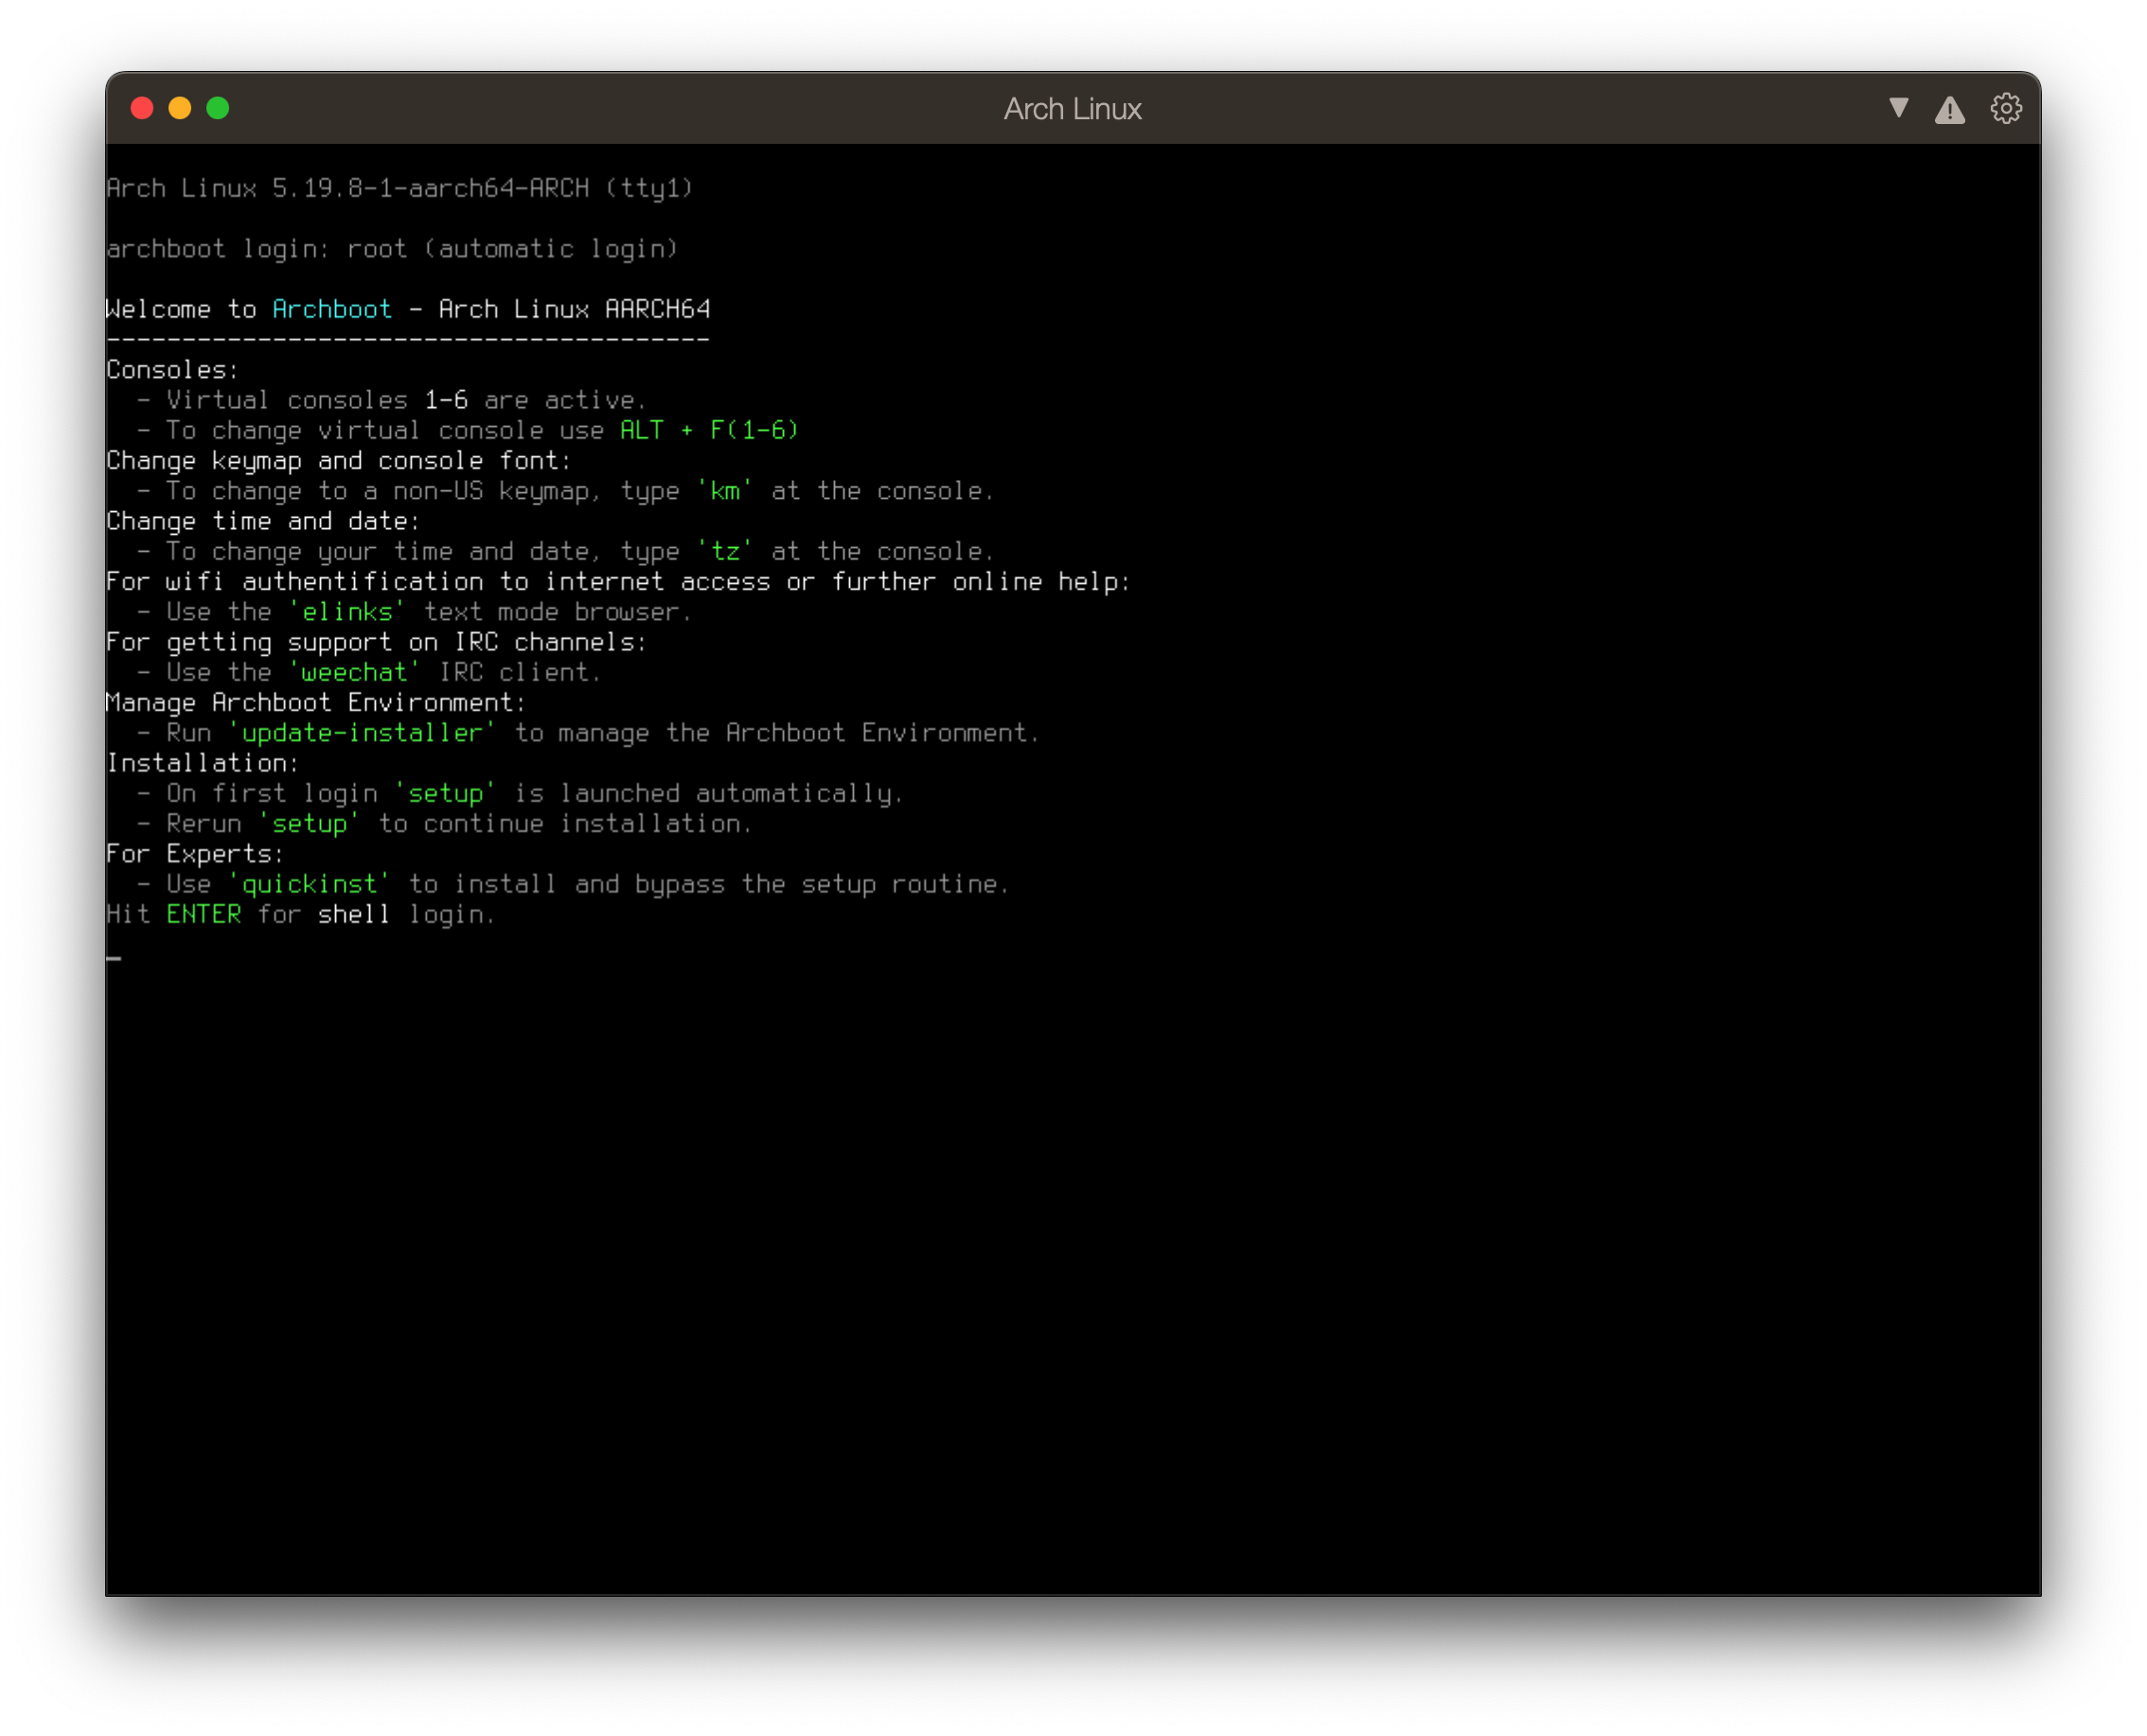 Arch Linux
Arch Linux 5.19.8-1-aarch64-ARCH (tty1)
archboot login: root (automatic login)
Welcome to Archboot - Arch Linux AARCH64
----------------------------------------
Consoles:
  - Virtual consoles 1-6 are active.
  - To change virtual console use ALT + F(1-6)
Change keymap and console font:
  - To change to a non-US keymap, type 'km' at the console.
Change time and date:
  - To change your time and date, type 'tz' at the console.
For wifi authentification to internet access or further online help:
  - Use the 'elinks' text mode browser.
For getting support on IRC channels:
  - Use the 'weechat' IRC client.
Manage Archboot Environment:
  - Run 'update-installer' to manage the Archboot Environment.
Installation:
  - On first login 'setup' is launched automatically.
  - Rerun 'setup' to continue installation.
For Experts:
  - Use 'quickinst' to install and bypass the setup routine.
Hit ENTER for shell login.